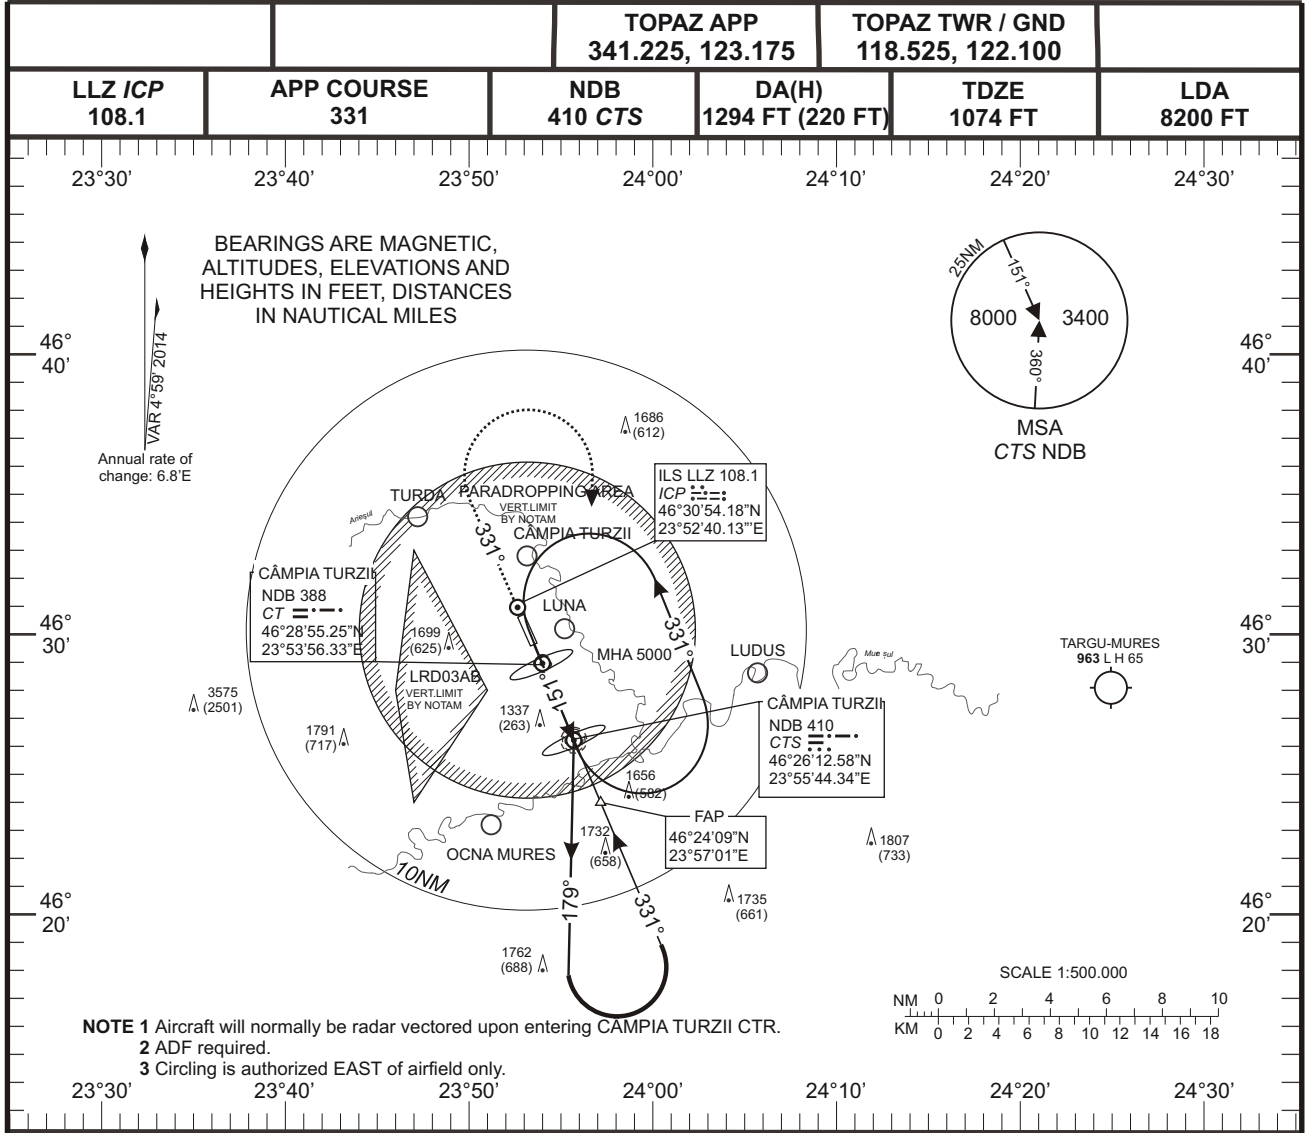 TOPAZ APP
341.225, 123.175
TOPAZ TWR / GND
118.525, 122.100
LLZ ICP
108.1
APP COURSE
331
NDB
410 CTS
DA(H)
1294 FT (220 FT)
TDZE
1074 FT
LDA
8200 FT
23°30' 23°40' 23°50' 24°00' 24°10' 24°20' 24°30'
BEARINGS ARE MAGNETIC,
ALTITUDES, ELEVATIONS AND
HEIGHTS IN FEET, DISTANCES
IN NAUTICAL MILES
VAR 4°59' 2014
Annual rate of
change: 6.8'E
25NM
151°
8000 3400
360°
MSA
CTS NDB
46°
40'
46°
40'
1686
(612)
ILS LLZ 108.1
ICP
46°30'54.18"N
23°52'40.13"'E
TURDA
PARADROPPING AREA
VERT.LIMIT
BY NOTAM
Arieșul
CÂMPIA TURZII
331°
CÂMPIA TURZII
NDB 388
CT
46°28'55.25"N
23°53'56.33"E
LUNA
46°
30'
46°
30'
1699
(625)
331°
MHA 5000
LUDUS
Mureșul
TARGU-MURES
963 L H 65
LRD03AB
VERT.LIMIT
BY NOTAM
151°
3575
(2501)
1337
(263)
1791
(717)
CÂMPIA TURZII
NDB 410
CTS
46°26'12.58"N
23°55'44.34"E
1656
(582)
FAP
46°24'09"N
23°57'01"E
1732
(658)
OCNA MURES
10NM
1807
(733)
179°
331°
1735
(661)
46°
20'
46°
20'
1762
(688)
SCALE 1:500.000
NM 0 2 4 6 8 10
KM 0 2 4 6 8 10 12 14 16 18
NOTE 1 Aircraft will normally be radar vectored upon entering CAMPIA TURZII CTR.
2 ADF required.
3 Circling is authorized EAST of airfield only.
23°30' 23°40' 23°50' 24°00' 24°10' 24°20' 24°30'